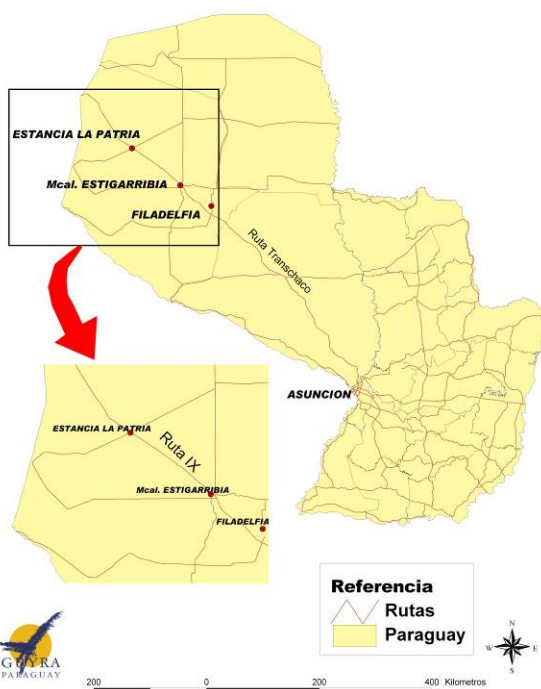 ESTANCIA LA PATRIA
Mcal. ESTIGARRIBIA
FILADELFIA
Ruta Transchaco
ASUNCION
ESTANCIA LA PATRIA
Ruta IX
Mcal. ESTIGARRIBIA
FILADELFIA
Referencia
Rutas
Paraguay
GUYRA
PARAGUAY
N
W E
S
200 0 200 400 Kilometros